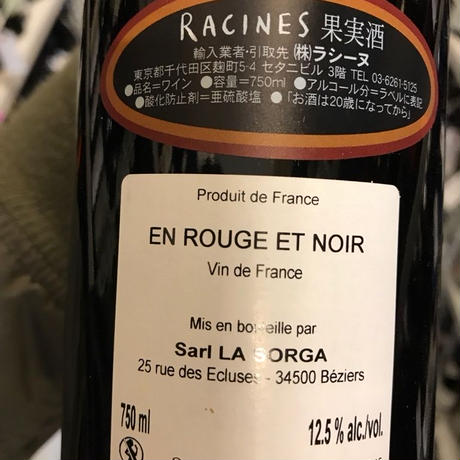 RACINES 果実酒
輸入業者・引取先 ㈱ラシーヌ
東京都千代田区麹町5-4 セタニビル 3階 TEL 03-6261-5125
●品名=ワイン ●容量=750ml ●アルコール分=ラベルに表記
●酸化防止剤=亜硫酸塩 ●「お酒は20歳になってから」
Produit de France
EN ROUGE ET NOIR
Vin de France
Mis en bouteille par
Sarl LA SORGA
25 rue des Ecluses - 34500 Béziers
750 ml
12.5 % alc./vol.